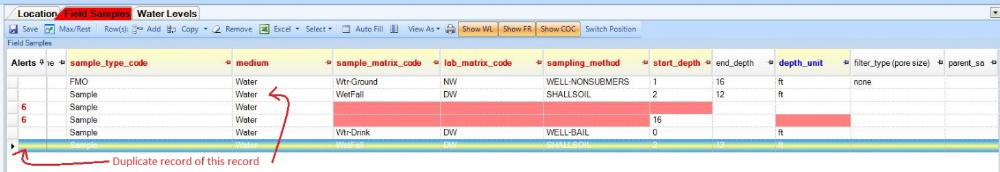 Location Field Samples Water Levels
Save Max/Rest Row(s): Add Copy Remove Excel Select Auto Fill View As Show WL Show FR Show COC Switch Position
Field Samples
Alerts ne sample_type_code medium sample_matrix_code lab_matrix_code sampling_method start_depth end_depth depth_unit filter_type (pore size) parent_sa
FMO Water Wtr-Ground NW WELL-NONSUBMERS 1 16 ft none
Sample Water WetFall DW SHALLSOIL 2 12 ft
6 Sample Water
6 Sample Water 16
Sample Water Wtr-Drink DW WELL-BAIL 0 ft
Sample Water WetFall DW SHALLSOIL 2 12 ft
Duplicate record of this record